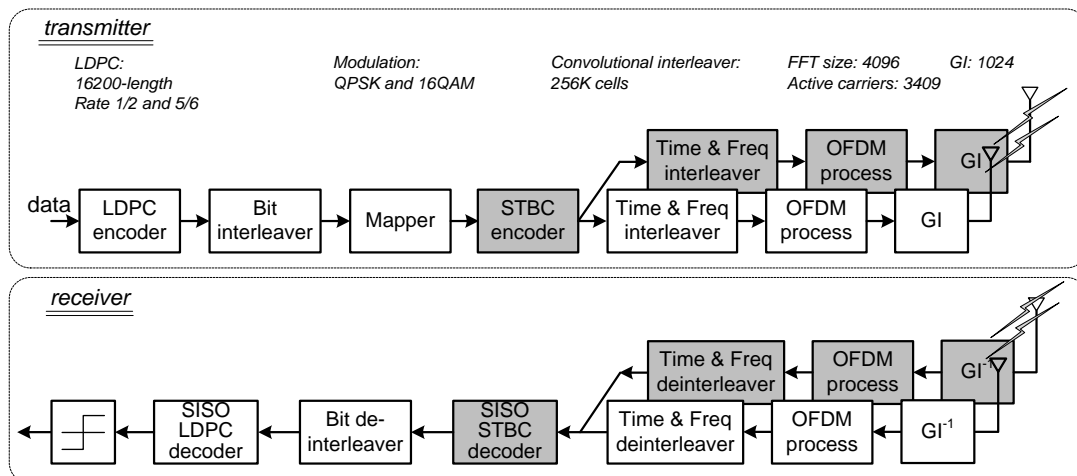 transmitter
LDPC:
16200-length
Rate 1/2 and 5/6
Modulation:
QPSK and 16QAM
Convolutional interleaver:
256K cells
FFT size: 4096
Active carriers: 3409
GI: 1024
Time & Freq
interleaver
OFDM
process
GI
data
LDPC
encoder
Bit
interleaver
Mapper
STBC
encoder
Time & Freq
interleaver
OFDM
process
GI
receiver
Time & Freq
deinterleaver
OFDM
process
GI⁻¹
SISO
LDPC
decoder
Bit de-
interleaver
SISO
STBC
decoder
Time & Freq
deinterleaver
OFDM
process
GI⁻¹